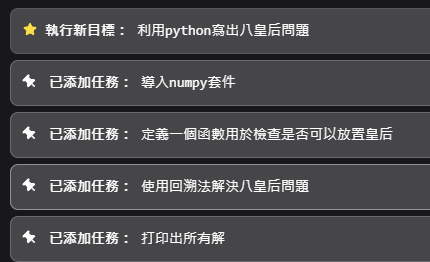 執行新目標： 利用python寫出八皇后問題
已添加任務： 導入numpy套件
已添加任務： 定義一個函數用於檢查是否可以放置皇后
已添加任務： 使用回溯法解決八皇后問題
已添加任務： 打印出所有解